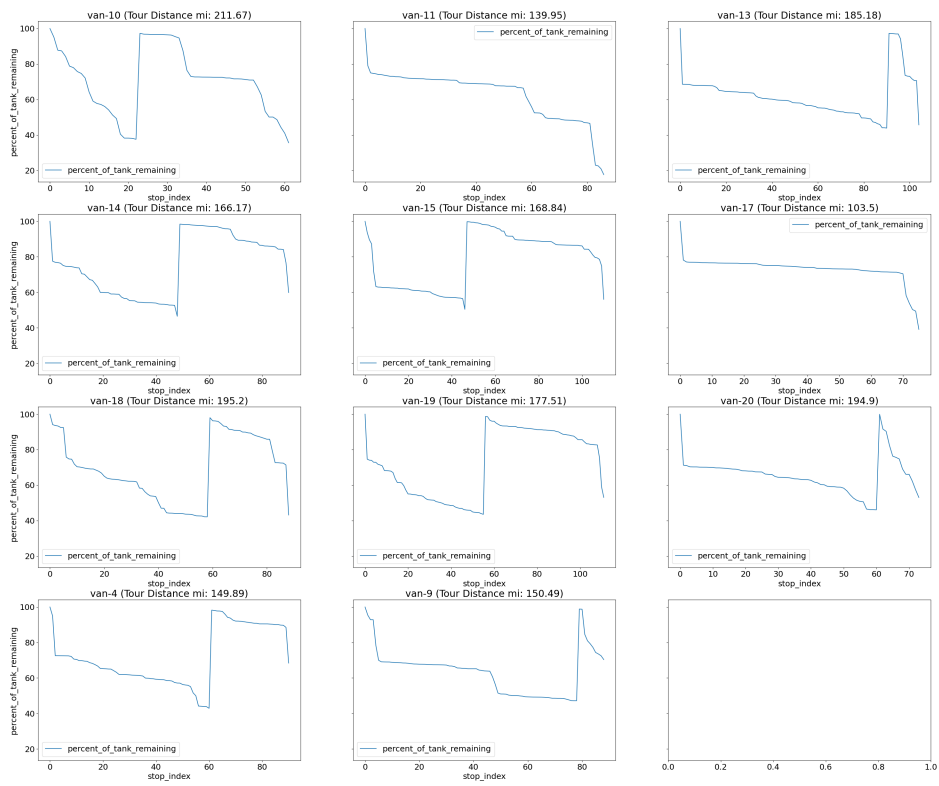 van-10 (Tour Distance mi: 211.67)
percent_of_tank_remaining
100
80
60
40
20
percent_of_tank_remaining
0 10 20 30 40 50 60
stop_index
van-11 (Tour Distance mi: 139.95)
percent_of_tank_remaining
0 20 40 60 80
stop_index
van-13 (Tour Distance mi: 185.18)
percent_of_tank_remaining
0 20 40 60 80 100
stop_index
van-14 (Tour Distance mi: 166.17)
percent_of_tank_remaining
100
80
60
40
20
percent_of_tank_remaining
0 20 40 60 80
stop_index
van-15 (Tour Distance mi: 168.84)
percent_of_tank_remaining
0 20 40 60 80 100
stop_index
van-17 (Tour Distance mi: 103.5)
percent_of_tank_remaining
0 10 20 30 40 50 60 70
stop_index
van-18 (Tour Distance mi: 195.2)
percent_of_tank_remaining
100
80
60
40
20
percent_of_tank_remaining
0 20 40 60 80
stop_index
van-19 (Tour Distance mi: 177.51)
percent_of_tank_remaining
0 20 40 60 80 100
stop_index
van-20 (Tour Distance mi: 194.9)
percent_of_tank_remaining
0 10 20 30 40 50 60 70
stop_index
van-4 (Tour Distance mi: 149.89)
percent_of_tank_remaining
100
80
60
40
20
percent_of_tank_remaining
0 20 40 60 80
stop_index
van-9 (Tour Distance mi: 150.49)
percent_of_tank_remaining
0 20 40 60 80
stop_index
0.0 0.2 0.4 0.6 0.8 1.0